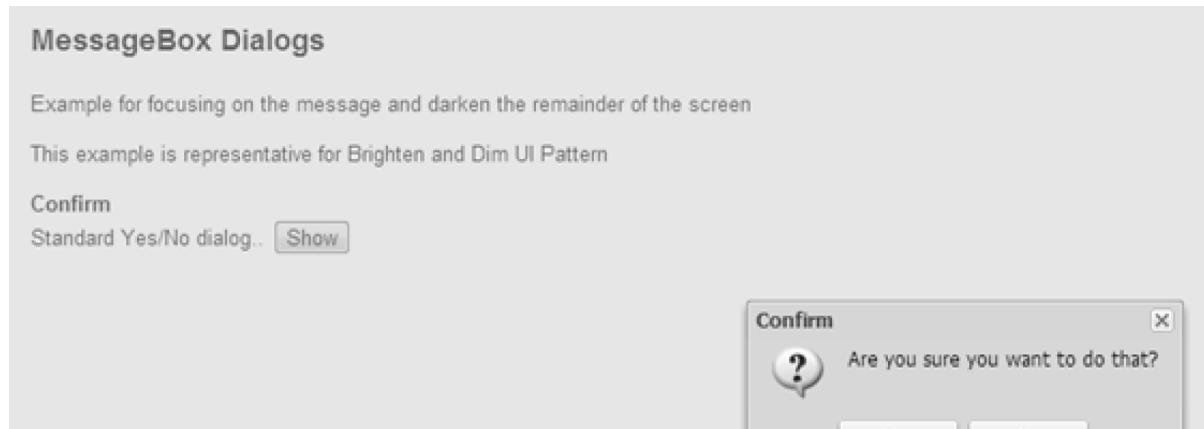 MessageBox Dialogs
Example for focusing on the message and darken the remainder of the screen
This example is representative for Brighten and Dim UI Pattern
Confirm
Standard Yes/No dialog.. Show
Confirm
?
Are you sure you want to do that?